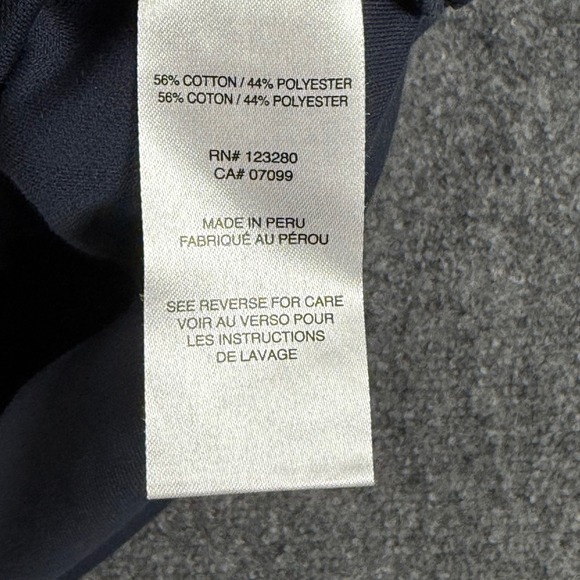 56% COTTON / 44% POLYESTER
56% COTON / 44% POLYESTER
RN# 123280
CA# 07099
MADE IN PERU
FABRIQUÉ AU PÉROU
SEE REVERSE FOR CARE
VOIR AU VERSO POUR
LES INSTRUCTIONS
DE LAVAGE